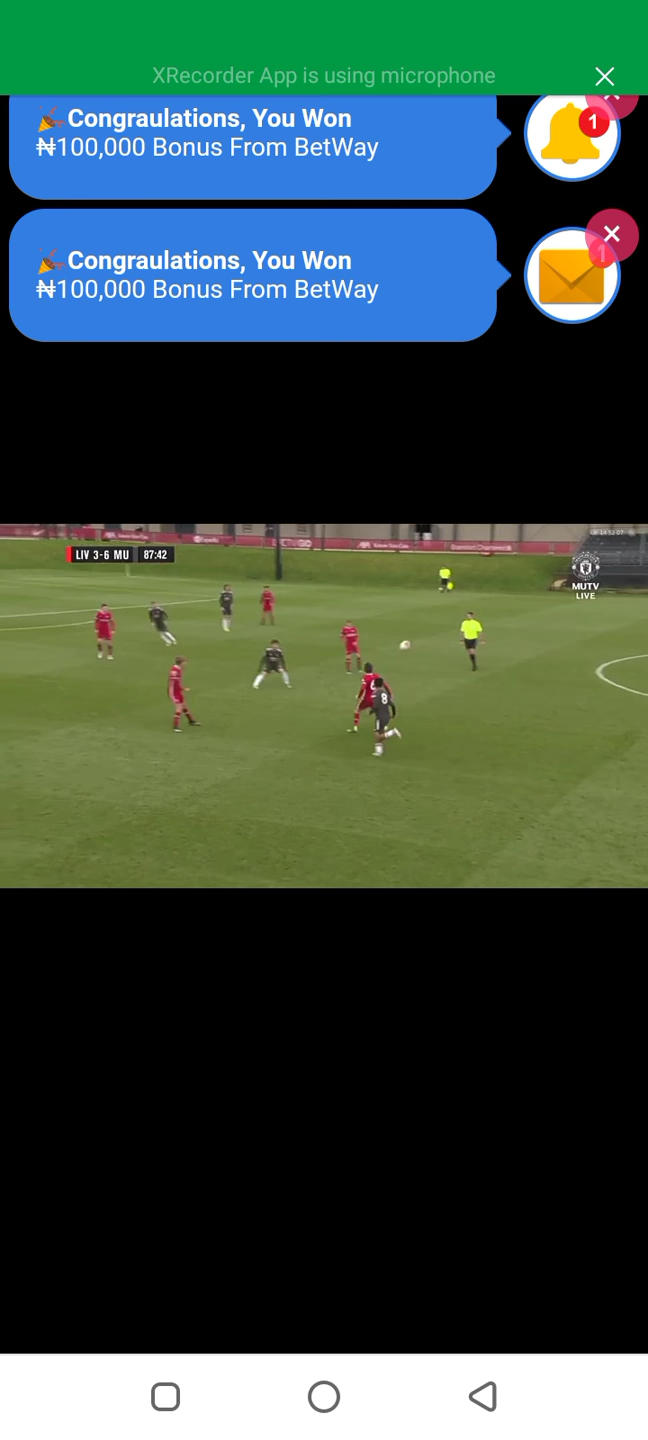 XRecorder App is using microphone
🎉Congraulations, You Won
₦100,000 Bonus From BetWay
1
🎉Congraulations, You Won
₦100,000 Bonus From BetWay
1
LIV 3-6 MU 87:42
MUTV
LIVE
8